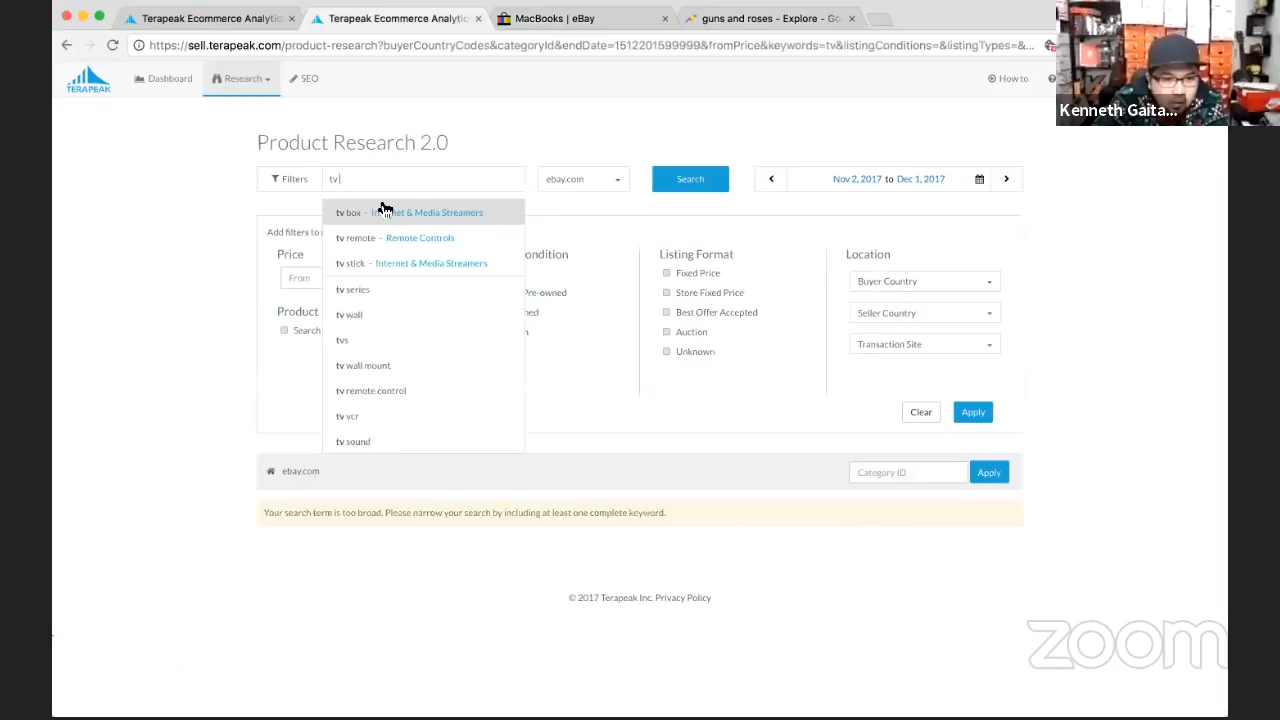 Terapeak Ecommerce Analytic
Terapeak Ecommerce Analytic
MacBooks | eBay
guns and roses - Explore - Go
https://sell.terapeak.com/product-research?buyerCountryCodes&categoryId&endDate=1512201599999&fromPrice&keywords=tv&listingConditions=&listingTypes=&...
TERAPEAK
Dashboard
Research
SEO
How to
Kenneth Gaita...
Product Research 2.0
Filters
tv
ebay.com
Search
Nov 2, 2017 to Dec 1, 2017
tv box - Internet & Media Streamers
tv remote - Remote Controls
tv stick - Internet & Media Streamers
tv series
tv wall
tvs
tv wall mount
tv remote control
tv vcr
tv sound
Add filters to
Price
From
Product
Search
ondition
Pre-owned
ned
Listing Format
Fixed Price
Store Fixed Price
Best Offer Accepted
Auction
Unknown
Location
Buyer Country
Seller Country
Transaction Site
Clear
Apply
ebay.com
Category ID
Apply
Your search term is too broad. Please narrow your search by including at least one complete keyword.
© 2017 Terapeak Inc. Privacy Policy
zoom